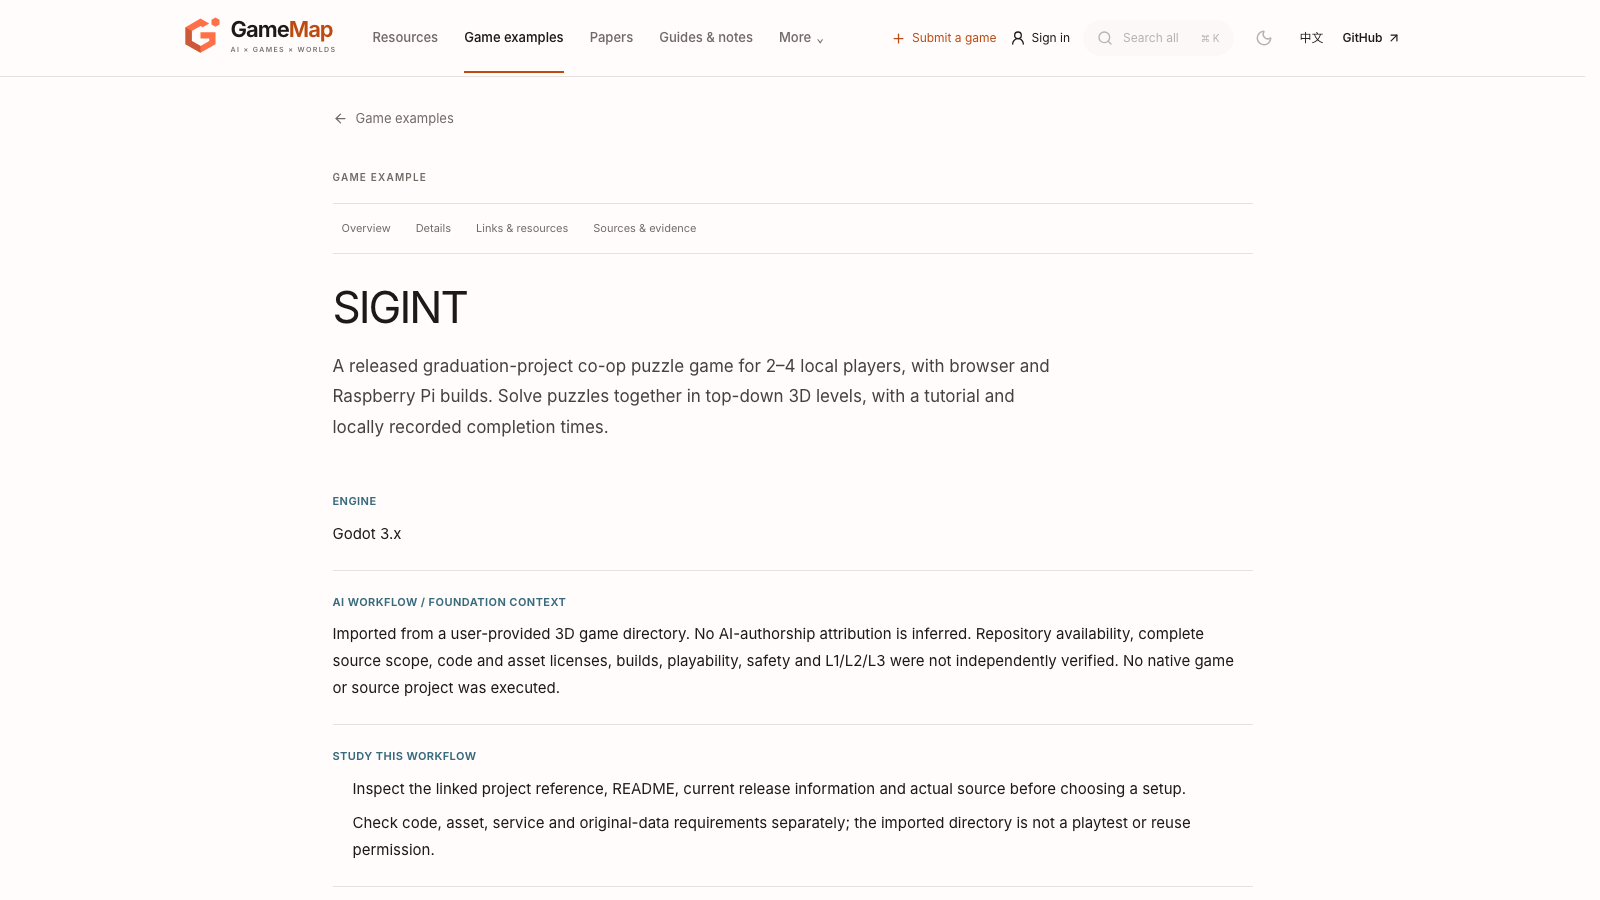 GameMap
AI × GAMES × WORLDS
Resources
Game examples
Papers
Guides & notes
More
Submit a game
Sign in
Search all
⌘ K
中文
GitHub
Game examples
GAME EXAMPLE
Overview
Details
Links & resources
Sources & evidence
SIGINT
A released graduation-project co-op puzzle game for 2–4 local players, with browser and
Raspberry Pi builds. Solve puzzles together in top-down 3D levels, with a tutorial and
locally recorded completion times.
ENGINE
Godot 3.x
AI WORKFLOW / FOUNDATION CONTEXT
Imported from a user-provided 3D game directory. No AI-authorship attribution is inferred. Repository availability, complete
source scope, code and asset licenses, builds, playability, safety and L1/L2/L3 were not independently verified. No native game
or source project was executed.
STUDY THIS WORKFLOW
Inspect the linked project reference, README, current release information and actual source before choosing a setup.
Check code, asset, service and original-data requirements separately; the imported directory is not a playtest or reuse
permission.